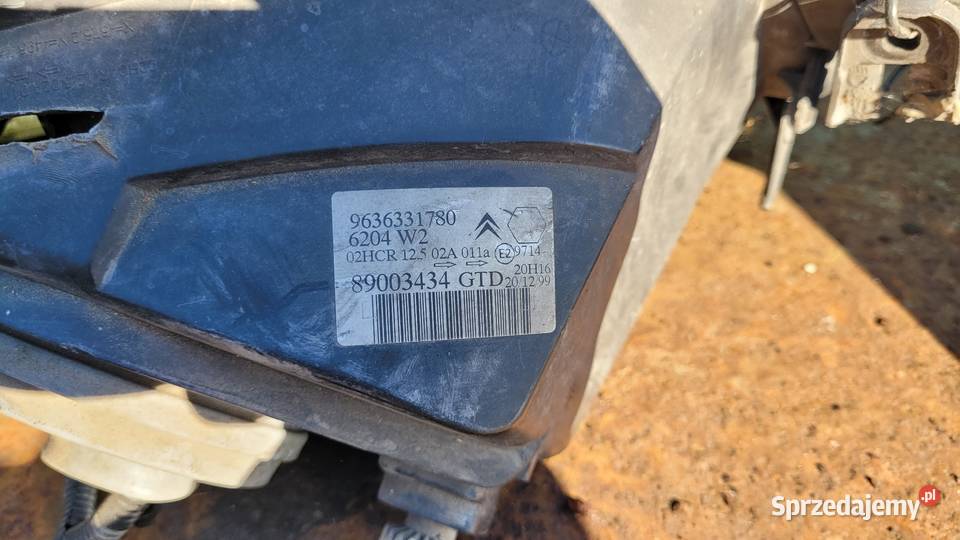 9636331780
6204 W2
02HCR 12.5 02A 011a E2 9714
20H16
89003434 GTD 20.12.99
Sprzedajemy.pl